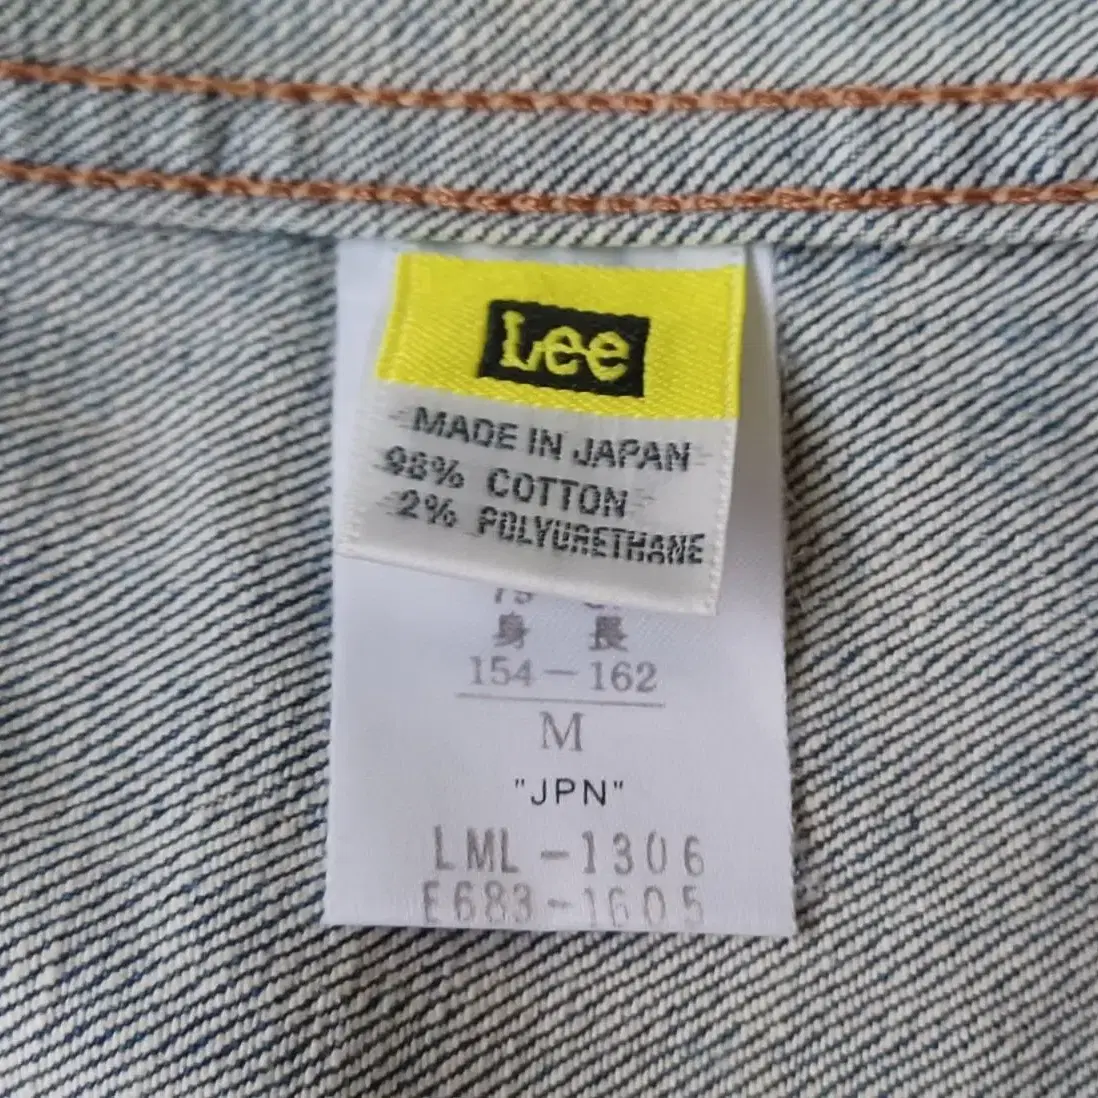 Lee
MADE IN JAPAN
98% COTTON
2% POLYURETHANE
身 長
154－162
M
"JPN"
LML-1306
E683-1605